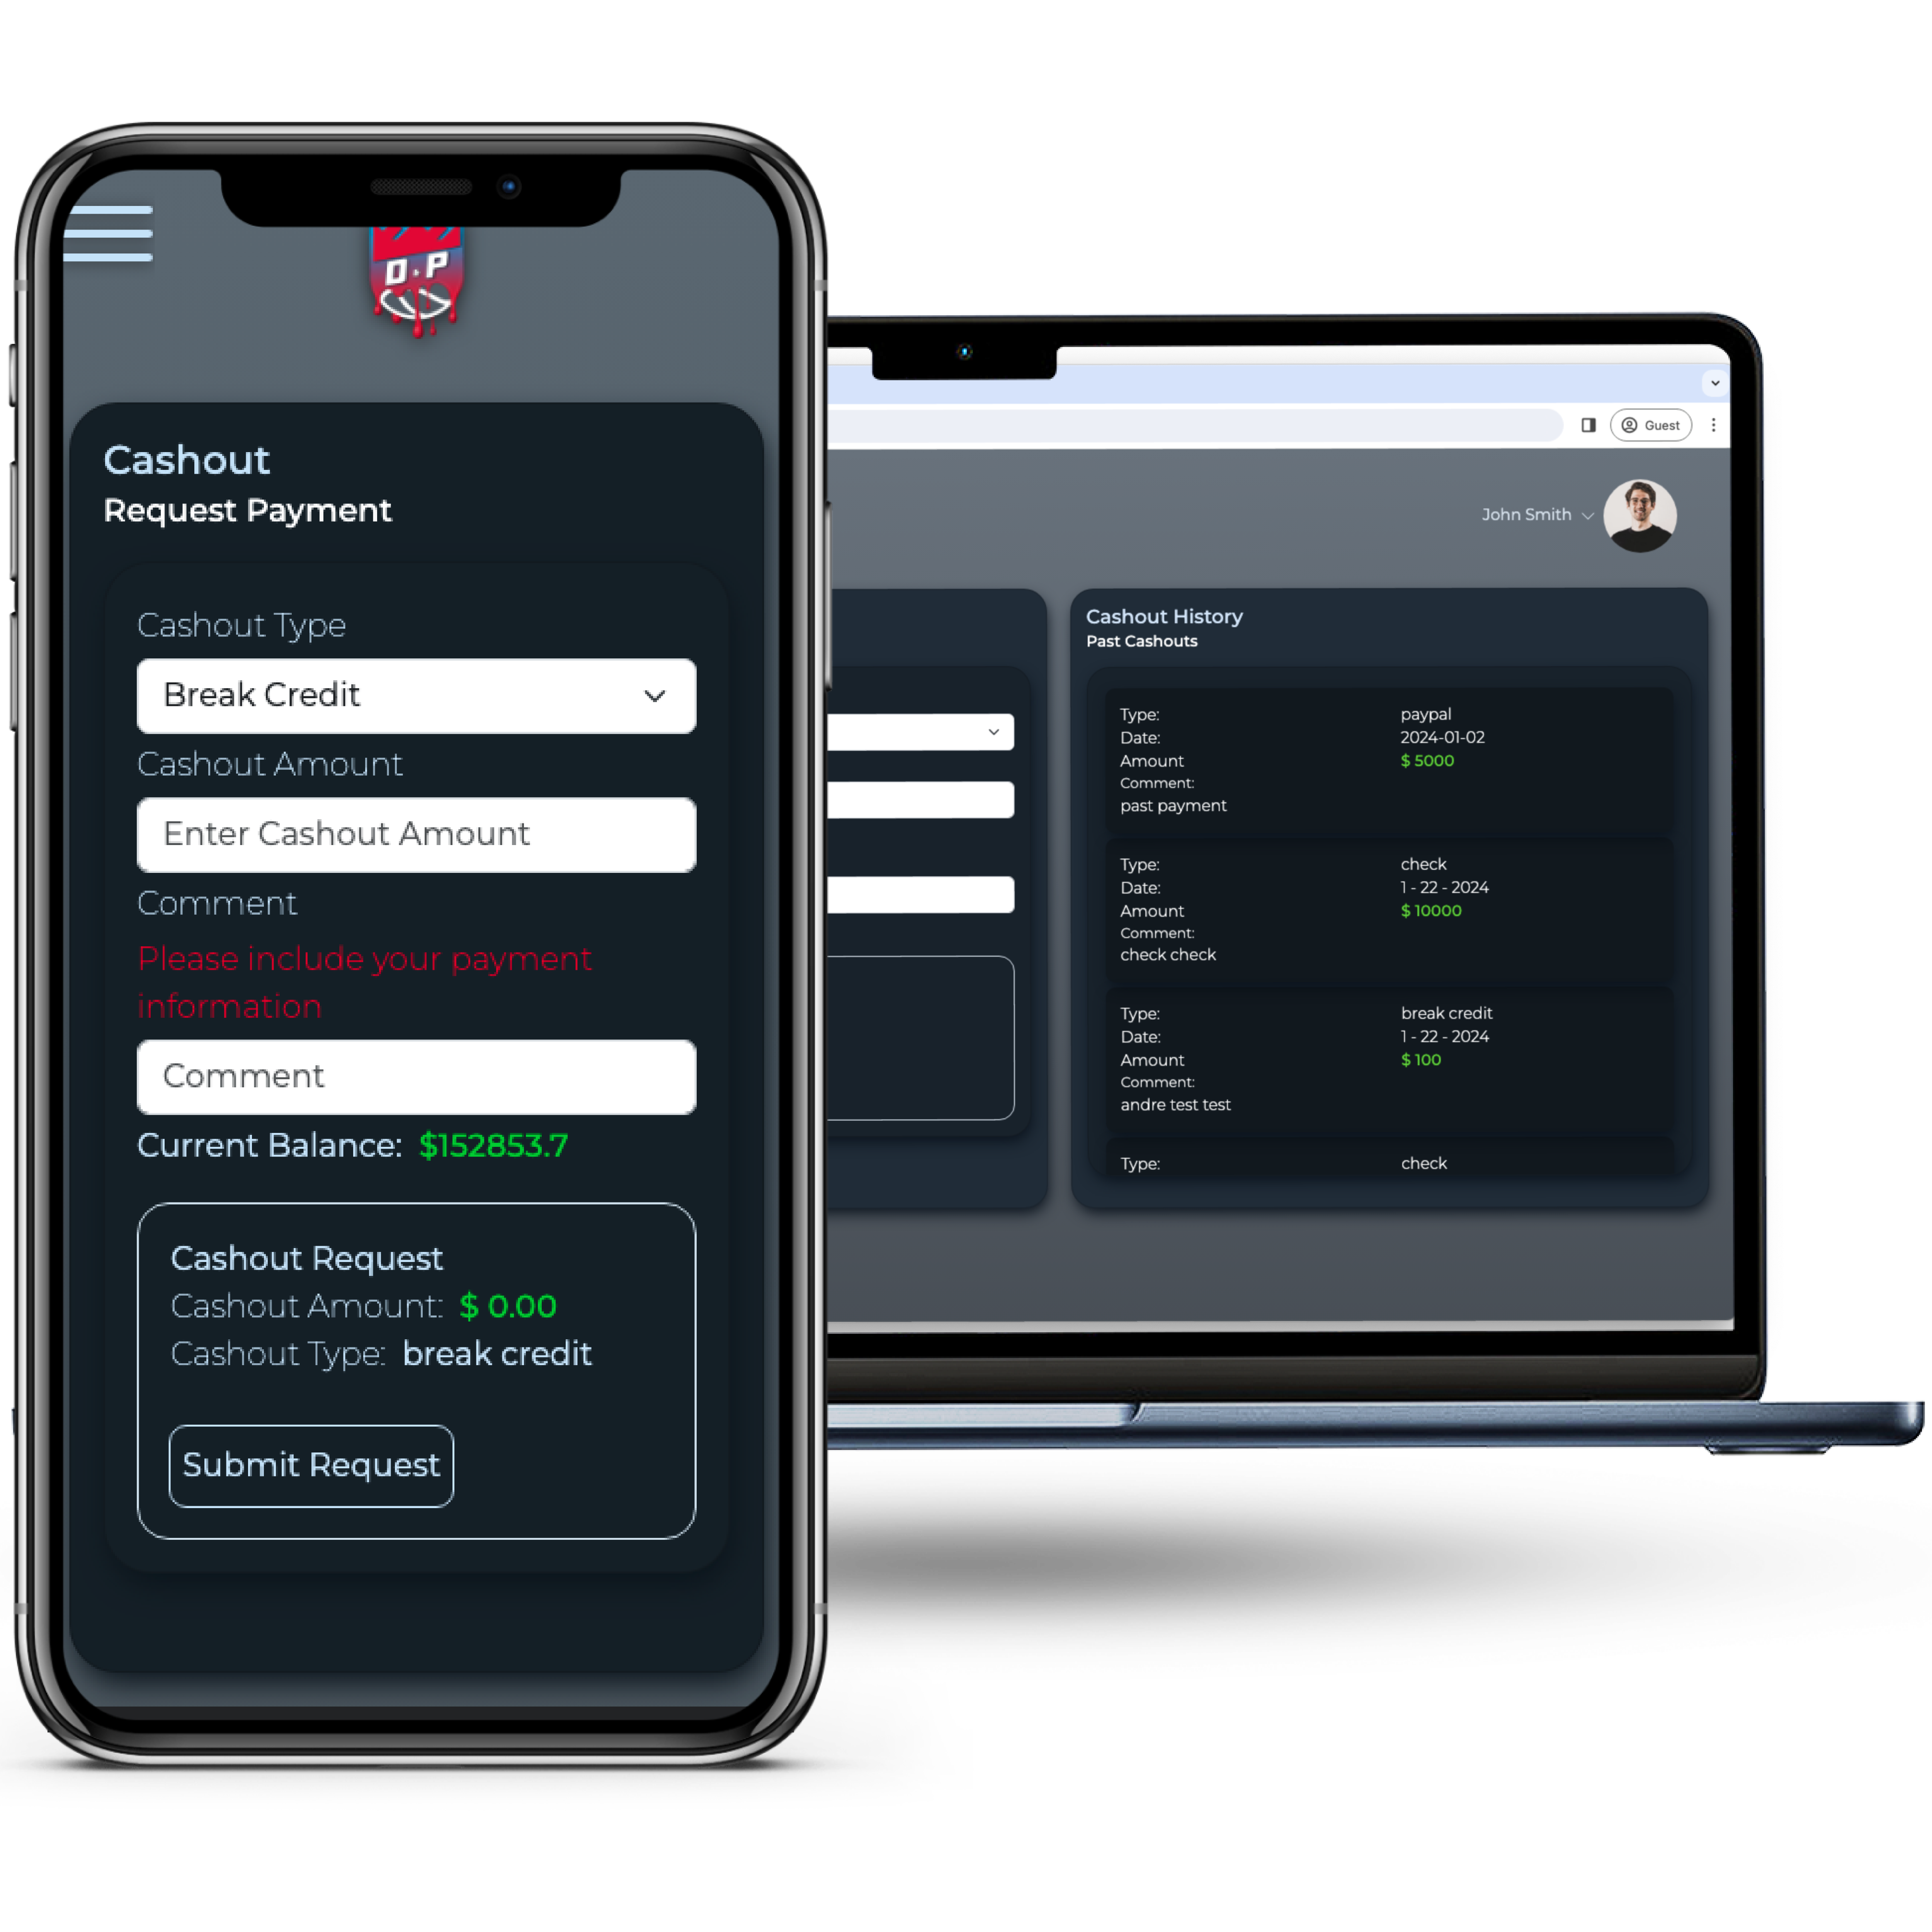 D.P
Cashout
Request Payment
Cashout Type
Break Credit
Cashout Amount
Enter Cashout Amount
Comment
Please include your payment
information
Comment
Current Balance: $152853.7
Cashout Request
Cashout Amount: $ 0.00
Cashout Type: break credit
Submit Request
Guest
John Smith
Cashout History
Past Cashouts
Type: paypal
Date: 2024-01-02
Amount $ 5000
Comment:
past payment
Type: check
Date: 1 - 22 - 2024
Amount $ 10000
Comment:
check check
Type: break credit
Date: 1 - 22 - 2024
Amount $ 100
Comment:
andre test test
Type: check